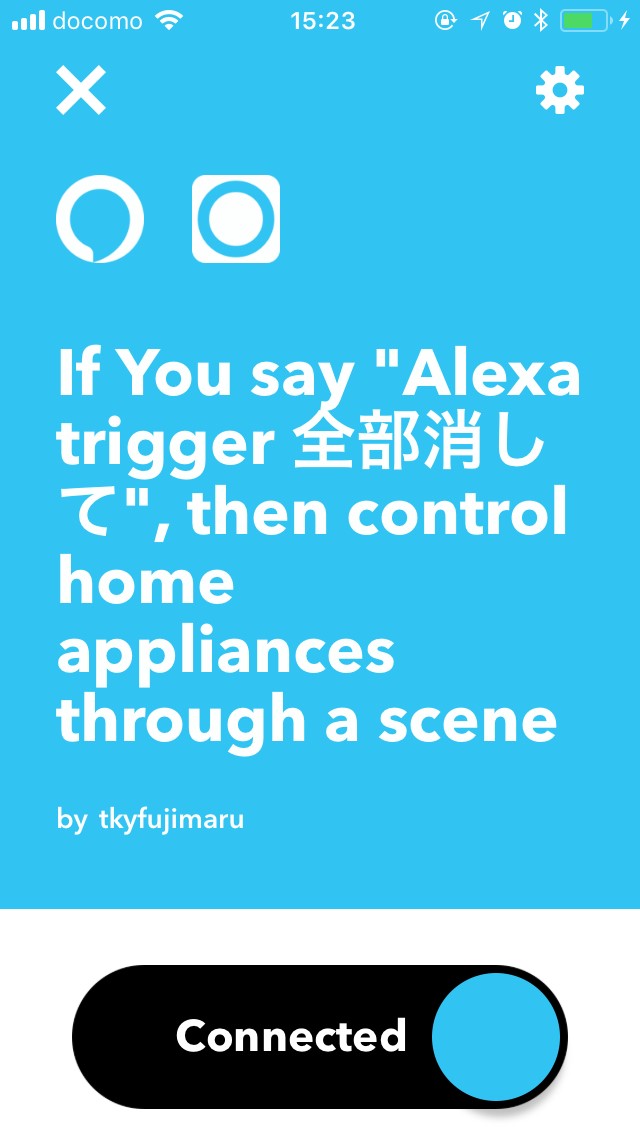 docomo 15:23
If You say "Alexa
trigger 全部消し
て", then control
home
appliances
through a scene
by tkyfujimaru
Connected